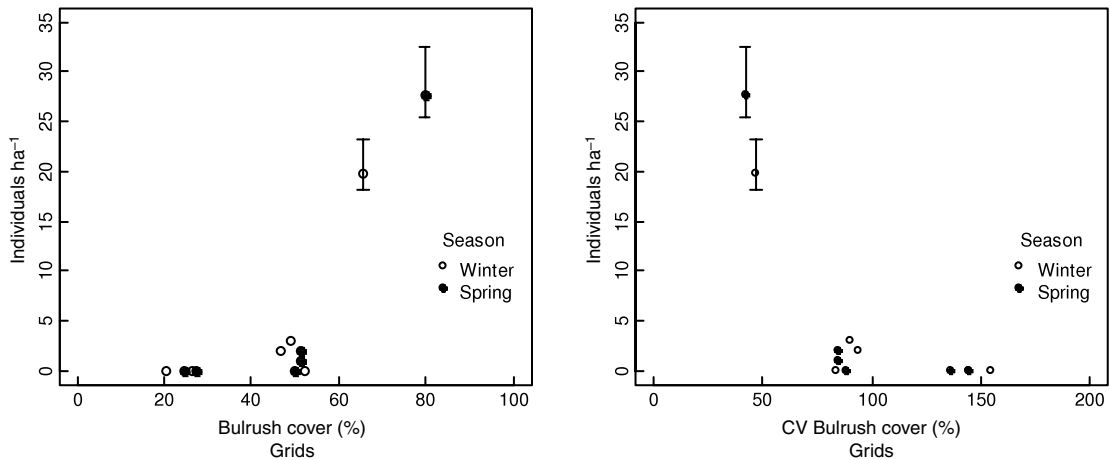 Individuals ha⁻¹
35
30
25
20
15
10
5
0
0 20 40 60 80 100
Season
Winter
Spring
Bulrush cover (%)
Grids
Individuals ha⁻¹
35
30
25
20
15
10
5
0
0 50 100 150 200
Season
Winter
Spring
CV Bulrush cover (%)
Grids